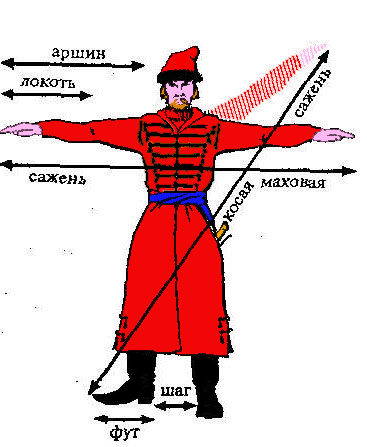 аршин
локоть
сажень
сажень маховая
косая
шаг
фут